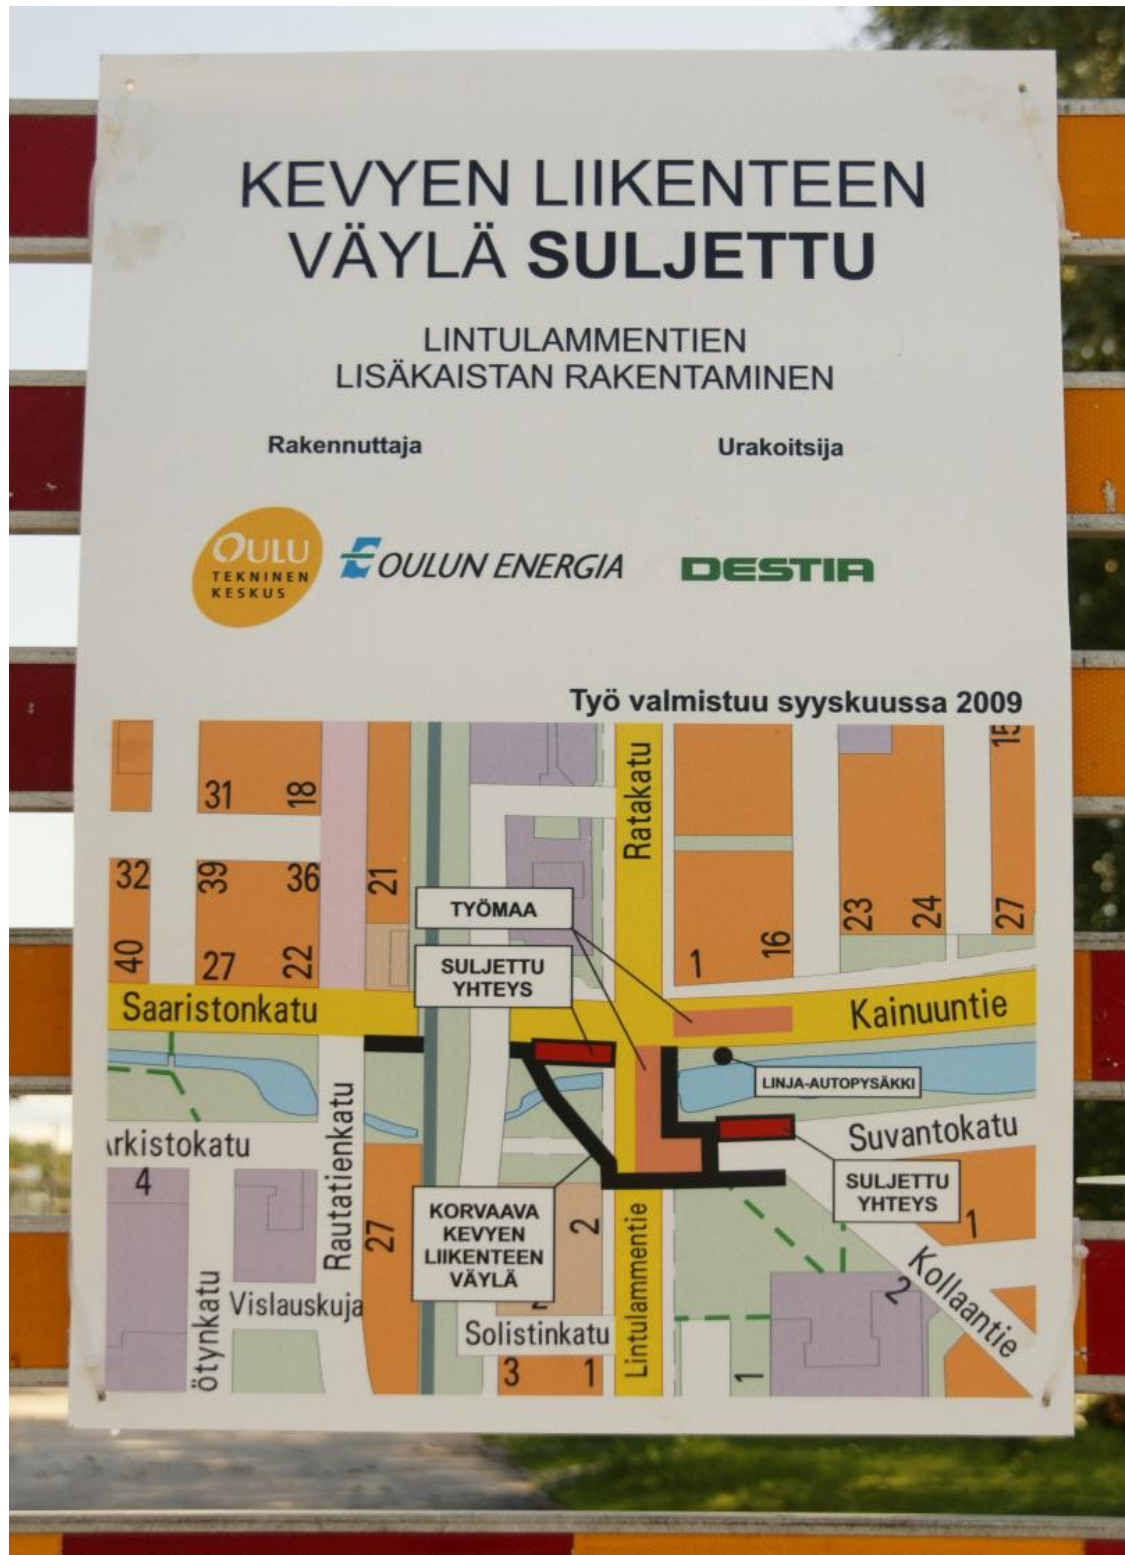 KEVYEN LIIKENTEEN
VÄYLÄ SULJETTU
LINTULAMMENTIEN
LISÄKAISTAN RAKENTAMINEN
Rakennuttaja
Urakoitsija
OULU
TEKNINEN
KESKUS
OULUN ENERGIA
DESTIA
Työ valmistuu syyskuussa 2009
15
31
18
Ratakatu
32
39
36
21
23
24
27
TYÖMAA
40
27
22
SULJETTU
YHTEYS
1
16
Saaristonkatu
Kainuuntie
LINJA-AUTOPYSÄKKI
rkistokatu
Rautatienkatu
Suvantokatu
4
SULJETTU
YHTEYS
KORVAAVA
KEVYEN
LIIKENTEEN
VÄYLÄ
27
2
2
1
Lintulammentie
2
Kollaantie
ötynkatu
Vislauskuja
Solistinkatu
3
1
1